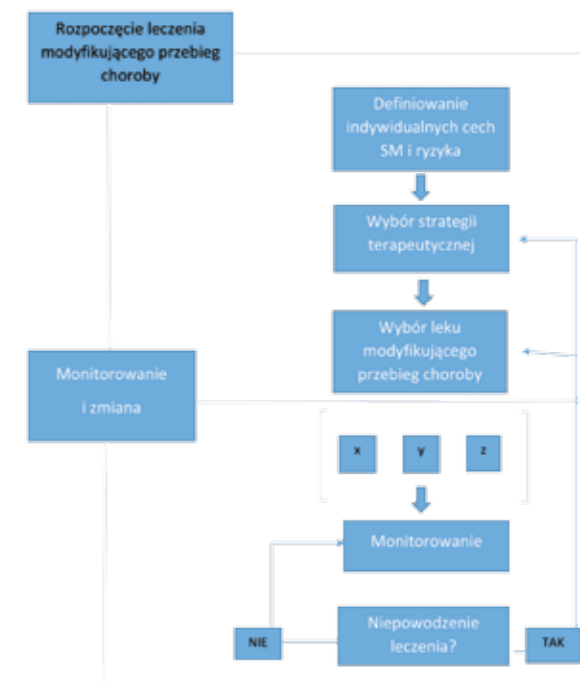 Rozpoczęcie leczenia
modyfikującego przebieg
choroby
Definiowanie
indywidualnych cech
SM i ryzyka
Wybór strategii
terapeutycznej
Wybór leku
modyfikującego
przebieg choroby
Monitorowanie
i zmiana
x y z
Monitorowanie
Niepowodzenie
leczenia?
NIE
TAK